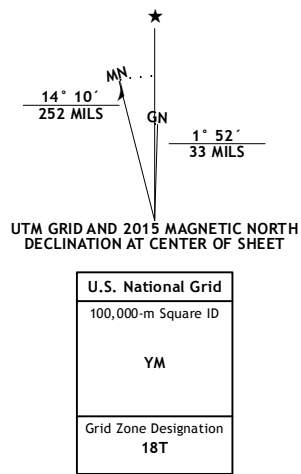 ★
MN
GN
14° 10´
252 MILS
1° 52´
33 MILS
UTM GRID AND 2015 MAGNETIC NORTH
DECLINATION AT CENTER OF SHEET
U.S. National Grid
100,000-m Square ID
YM
Grid Zone Designation
18T